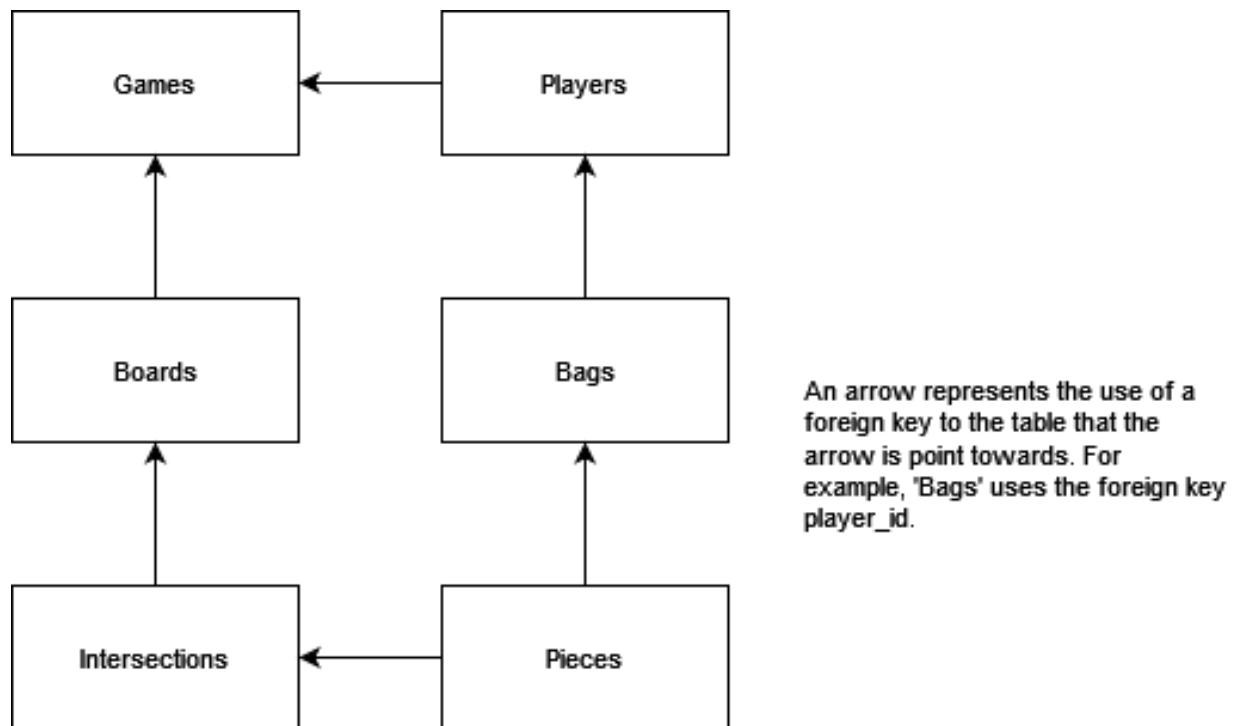 Games
Players
Boards
Bags
An arrow represents the use of a
foreign key to the table that the
arrow is point towards. For
example, 'Bags' uses the foreign key
player_id.
Intersections
Pieces